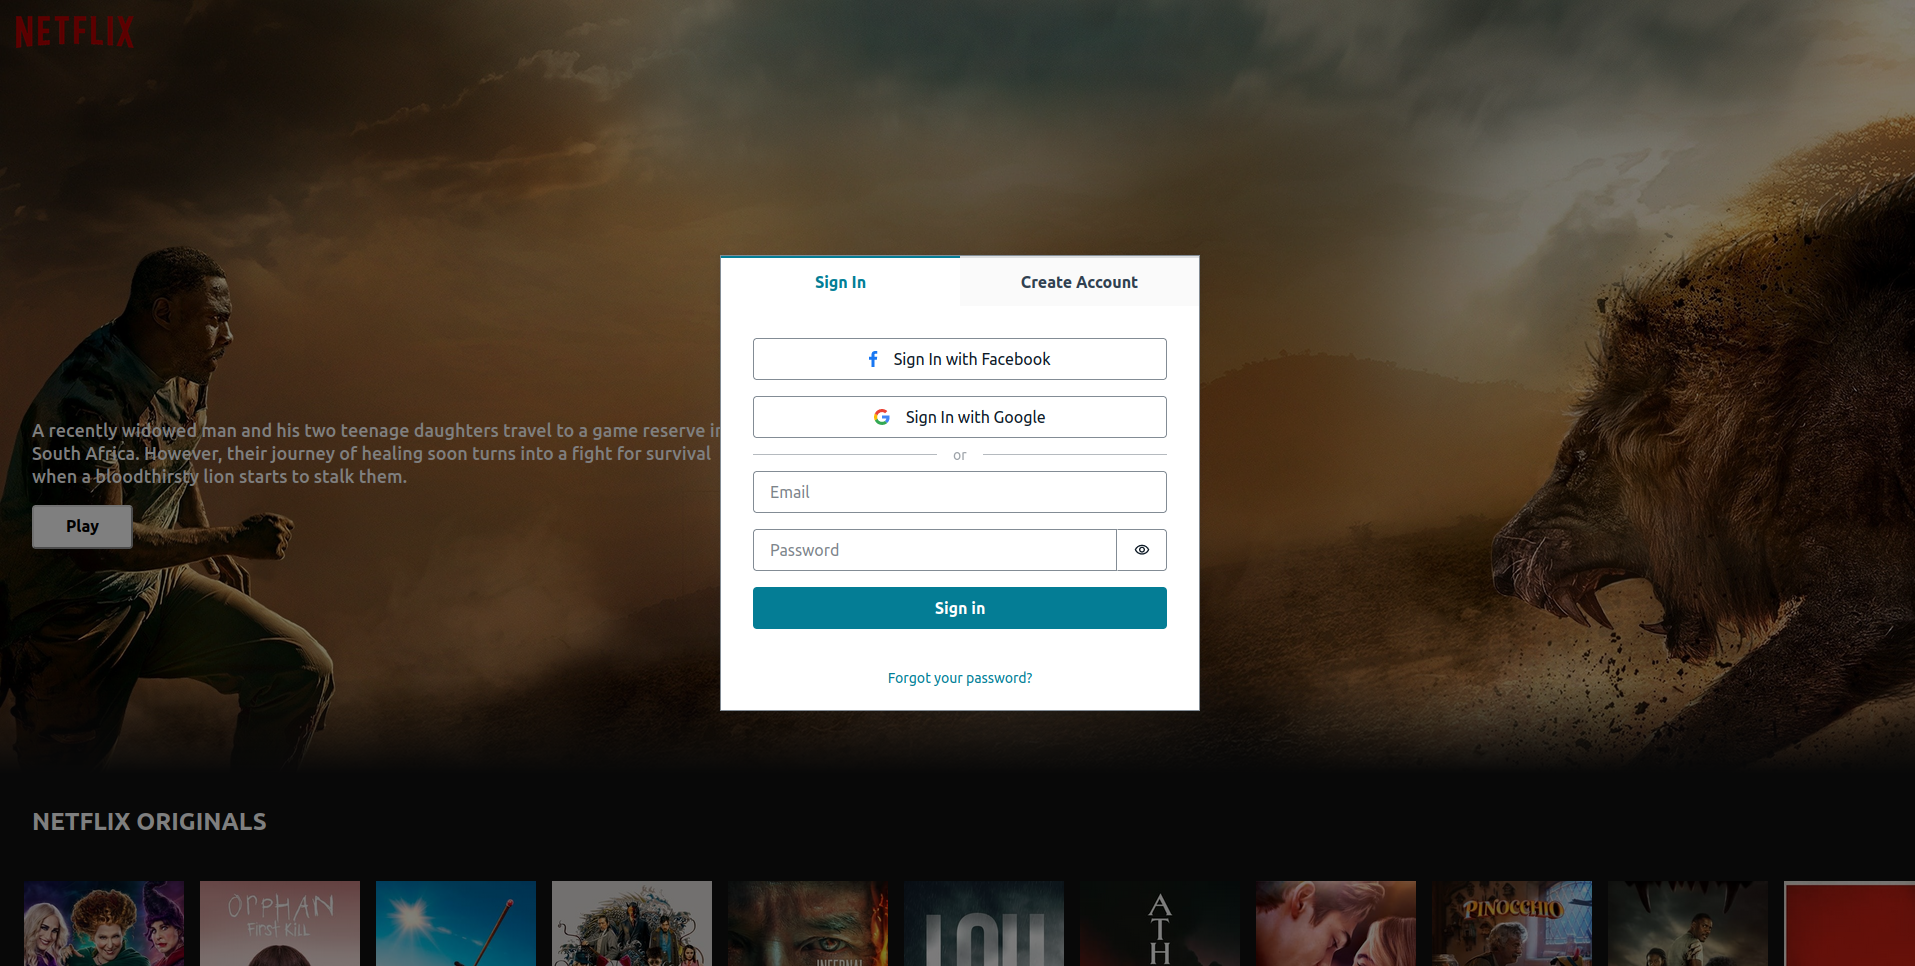 NETFLIX
Sign In
Create Account
Sign In with Facebook
Sign In with Google
or
Email
Password
Sign in
Forgot your password?
A recently widowed man and his two teenage daughters travel to a game reserve in
South Africa. However, their journey of healing soon turns into a fight for survival
when a bloodthirsty lion starts to stalk them.
Play
NETFLIX ORIGINALS
ORPHAN
First Kill
INFERNAL
LOU
ATH
PINOCCHIO